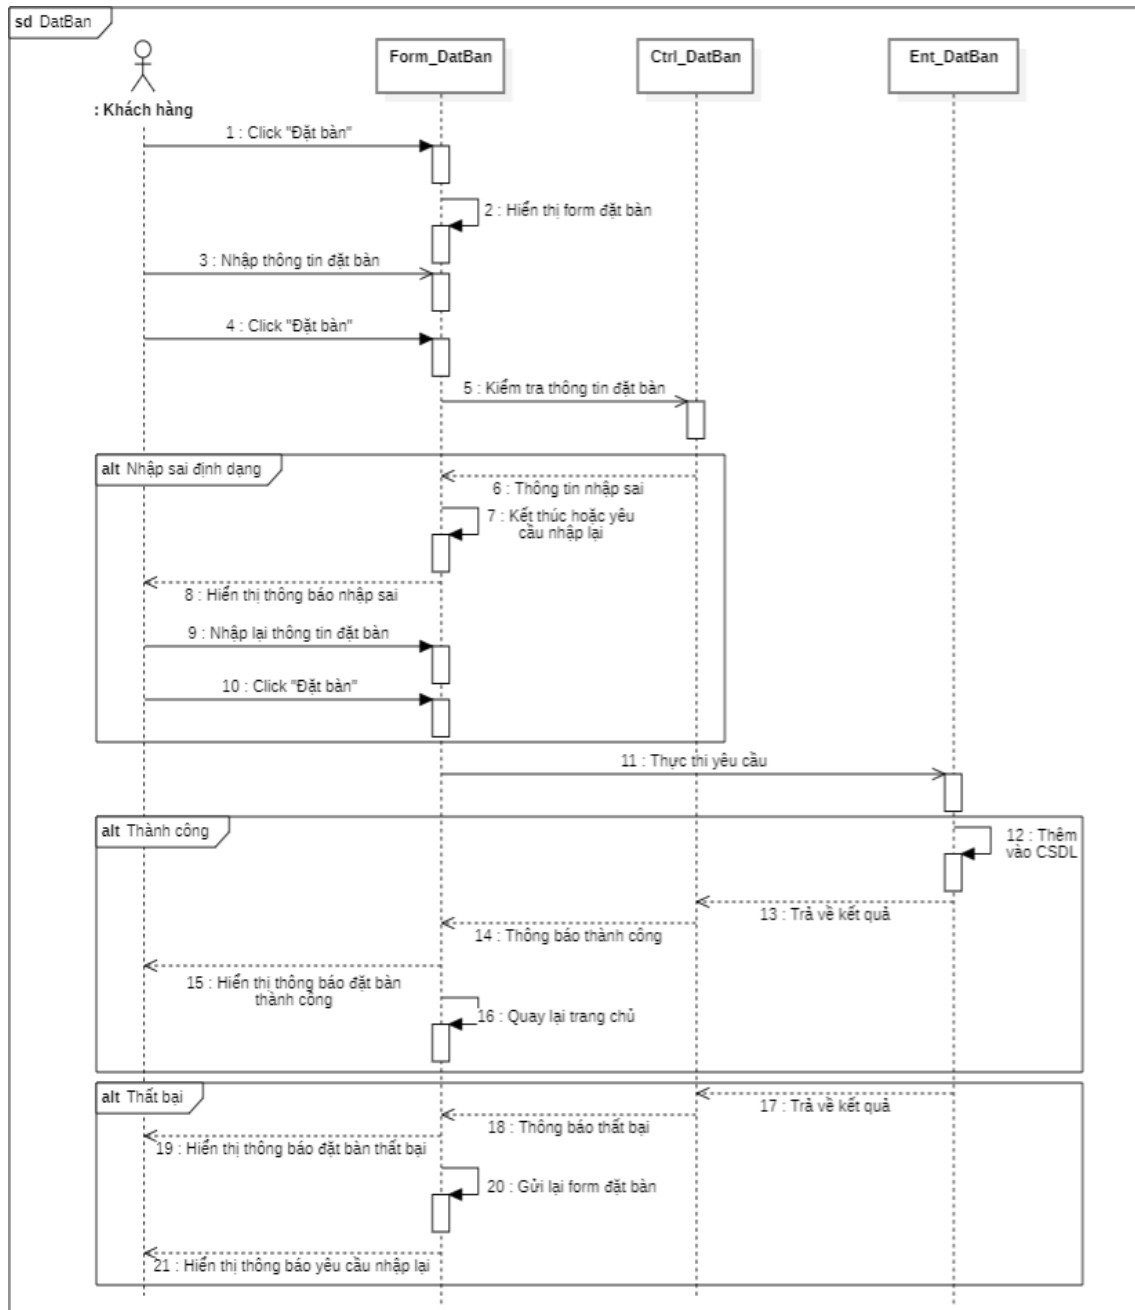 sd DatBan
Form_DatBan
Ctrl_DatBan
Ent_DatBan
: Khách hàng
1 : Click "Đặt bàn"
2 : Hiển thị form đặt bàn
3 : Nhập thông tin đặt bàn
4 : Click "Đặt bàn"
5 : Kiểm tra thông tin đặt bàn
alt Nhập sai định dạng
6 : Thông tin nhập sai
7 : Kết thúc hoặc yêu
cầu nhập lại
8 : Hiển thị thông báo nhập sai
9 : Nhập lại thông tin đặt bàn
10 : Click "Đặt bàn"
11 : Thực thi yêu cầu
alt Thành công
12 : Thêm
vào CSDL
13 : Trả về kết quả
14 : Thông báo thành công
15 : Hiển thị thông báo đặt bàn
thành công
16 : Quay lại trang chủ
alt Thất bại
17 : Trả về kết quả
18 : Thông báo thất bại
19 : Hiển thị thông báo đặt bàn thất bại
20 : Gửi lại form đặt bàn
21 : Hiển thị thông báo yêu cầu nhập lại